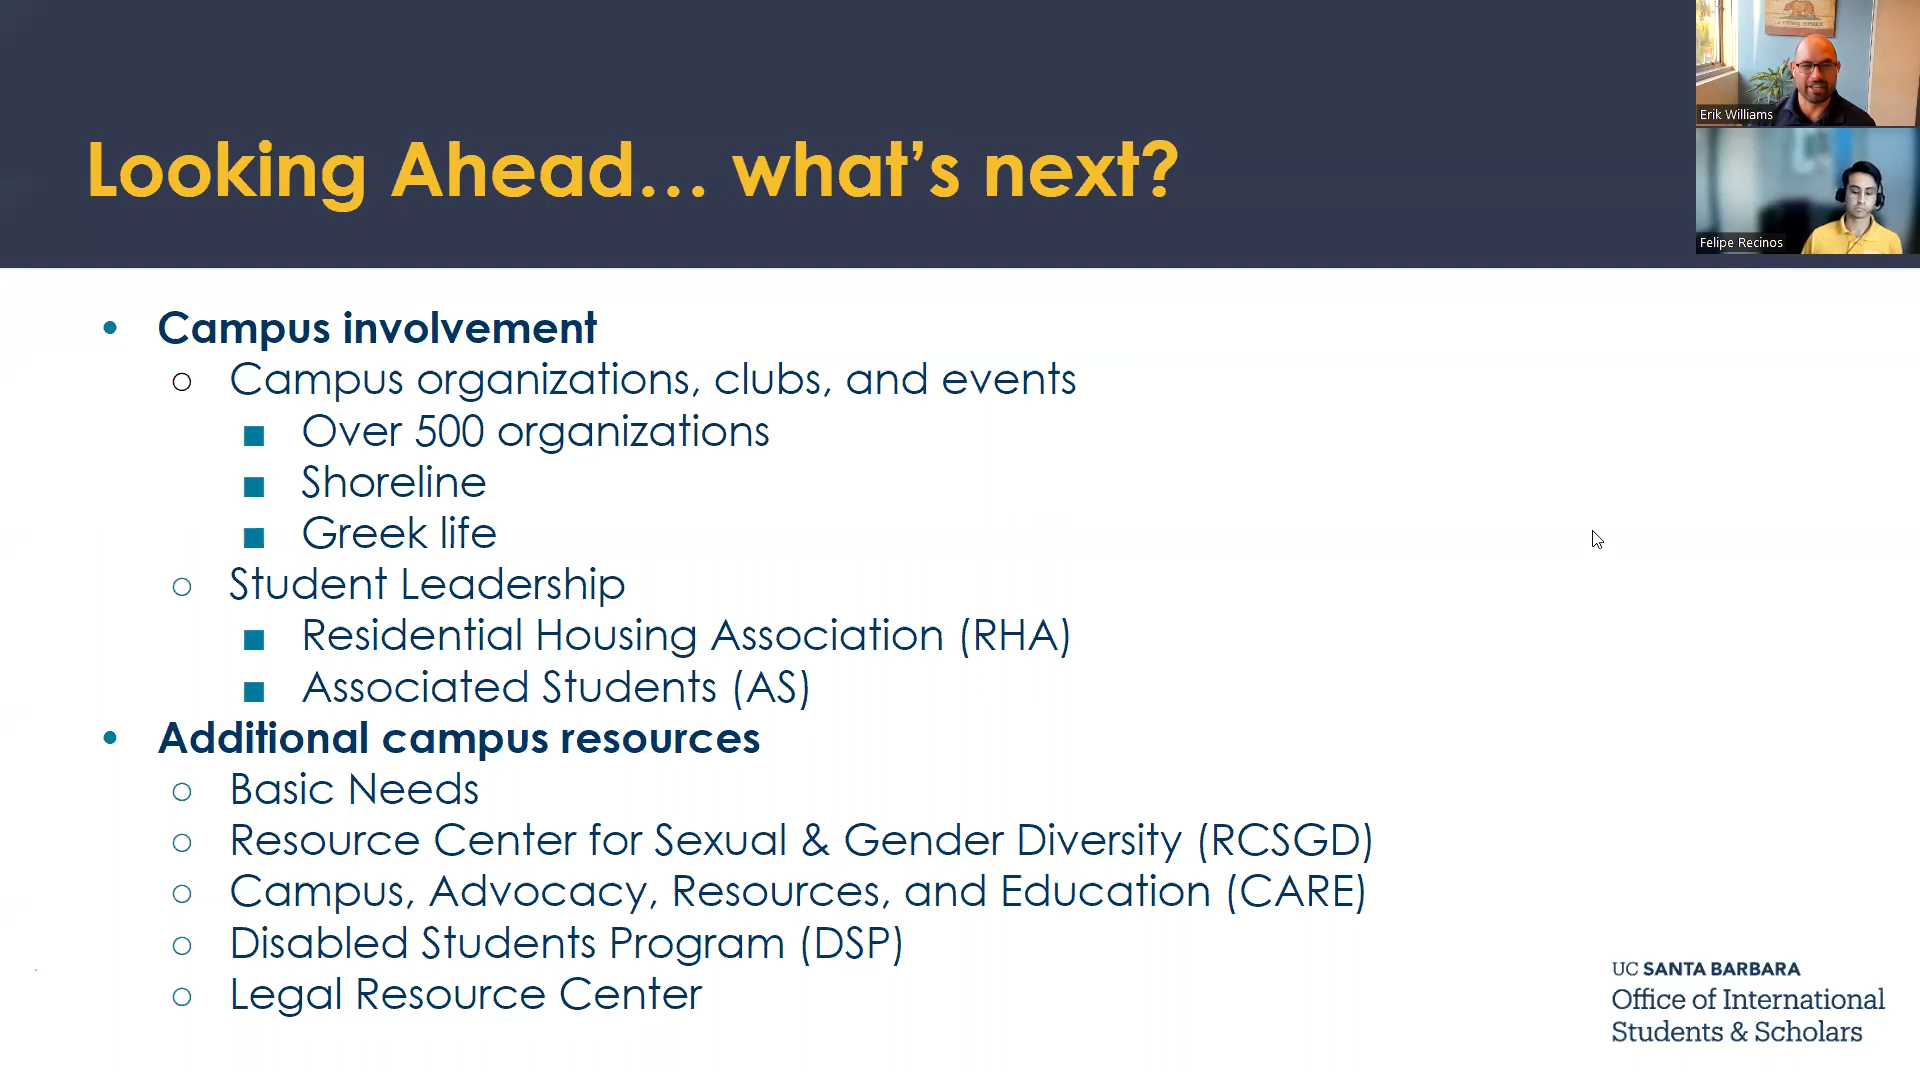 Looking Ahead... what's next?
Erik Williams
Felipe Recinos
• Campus involvement
○ Campus organizations, clubs, and events
■ Over 500 organizations
■ Shoreline
■ Greek life
○ Student Leadership
■ Residential Housing Association (RHA)
■ Associated Students (AS)
• Additional campus resources
○ Basic Needs
○ Resource Center for Sexual & Gender Diversity (RCSGD)
○ Campus, Advocacy, Resources, and Education (CARE)
○ Disabled Students Program (DSP)
○ Legal Resource Center
UC SANTA BARBARA
Office of International
Students & Scholars